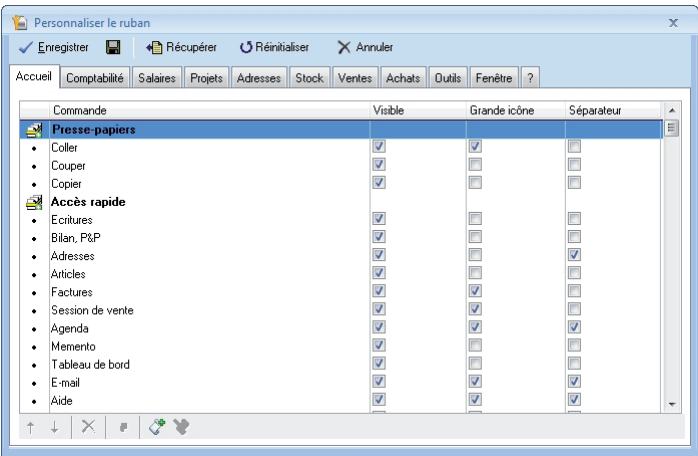 Personnaliser le ruban x
Enregistrer Récupérer Réinitialiser Annuler
Accueil Comptabilité Salaires Projets Adresses Stock Ventes Achats Outils Fenêtre ?
Commande Visible Grande icône Séparateur
Presse-papiers
Coller
Couper
Copier
Accès rapide
Ecritures
Bilan, P&P
Adresses
Articles
Factures
Session de vente
Agenda
Memento
Tableau de bord
E-mail
Aide